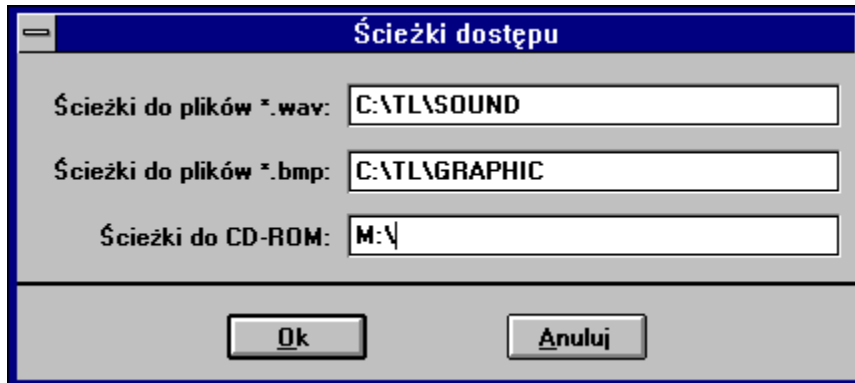 Ścieżki dostępu
Ścieżki do plików *.wav: C:\TL\SOUND
Ścieżki do plików *.bmp: C:\TL\GRAPHIC
Ścieżki do CD-ROM: M:\
Ok Anuluj